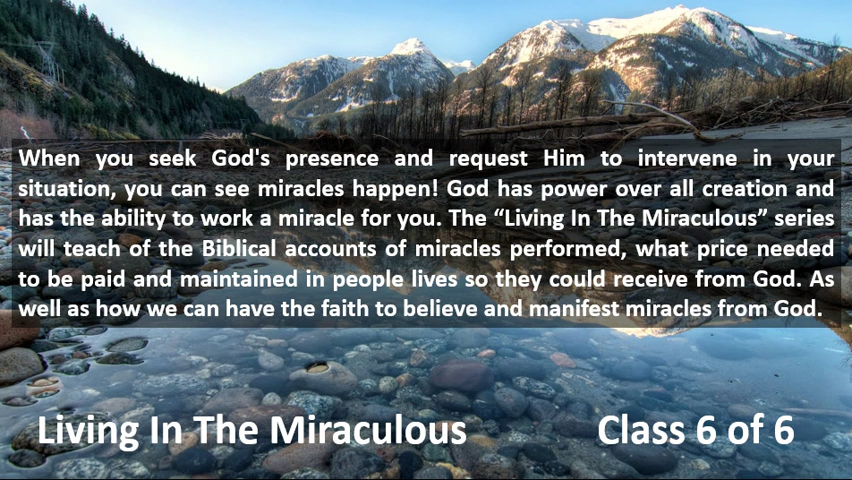 When you seek God's presence and request Him to intervene in your
situation, you can see miracles happen! God has power over all creation and
has the ability to work a miracle for you. The “Living In The Miraculous” series
will teach of the Biblical accounts of miracles performed, what price needed
to be paid and maintained in people lives so they could receive from God. As
well as how we can have the faith to believe and manifest miracles from God.
Living In The Miraculous Class 6 of 6